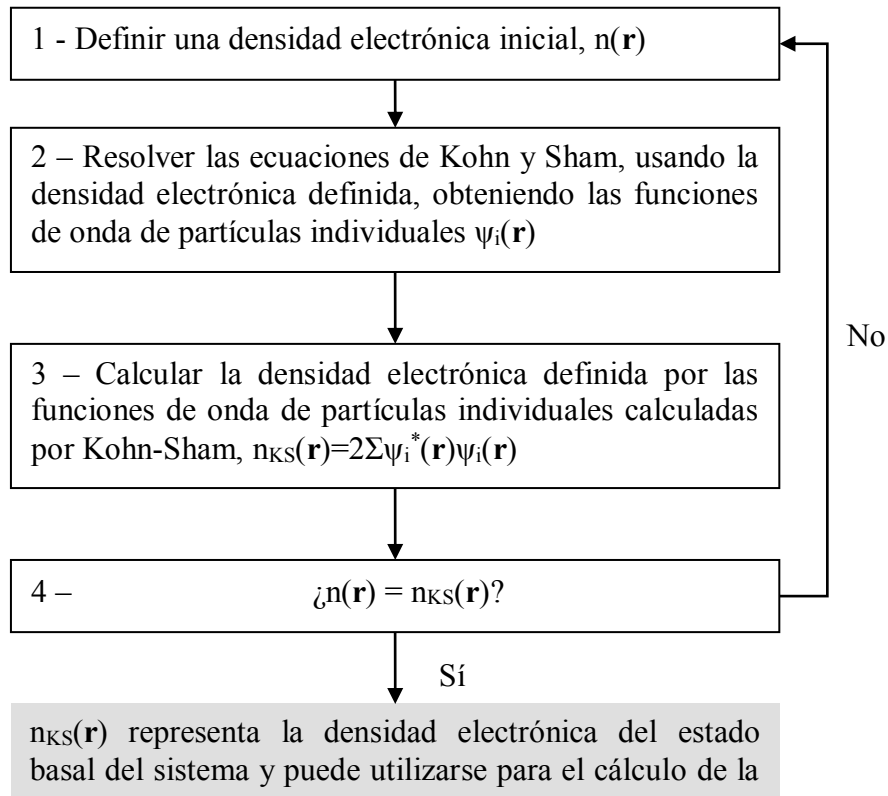 1 - Definir una densidad electrónica inicial, n(r)
2 – Resolver las ecuaciones de Kohn y Sham, usando la
densidad electrónica definida, obteniendo las funciones
de onda de partículas individuales ψᵢ(r)
No
3 – Calcular la densidad electrónica definida por las
funciones de onda de partículas individuales calculadas
por Kohn-Sham, n_KS(r)=2Σψᵢ*(r)ψᵢ(r)
4 – ¿n(r) = n_KS(r)?
Sí
n_KS(r) representa la densidad electrónica del estado
basal del sistema y puede utilizarse para el cálculo de la